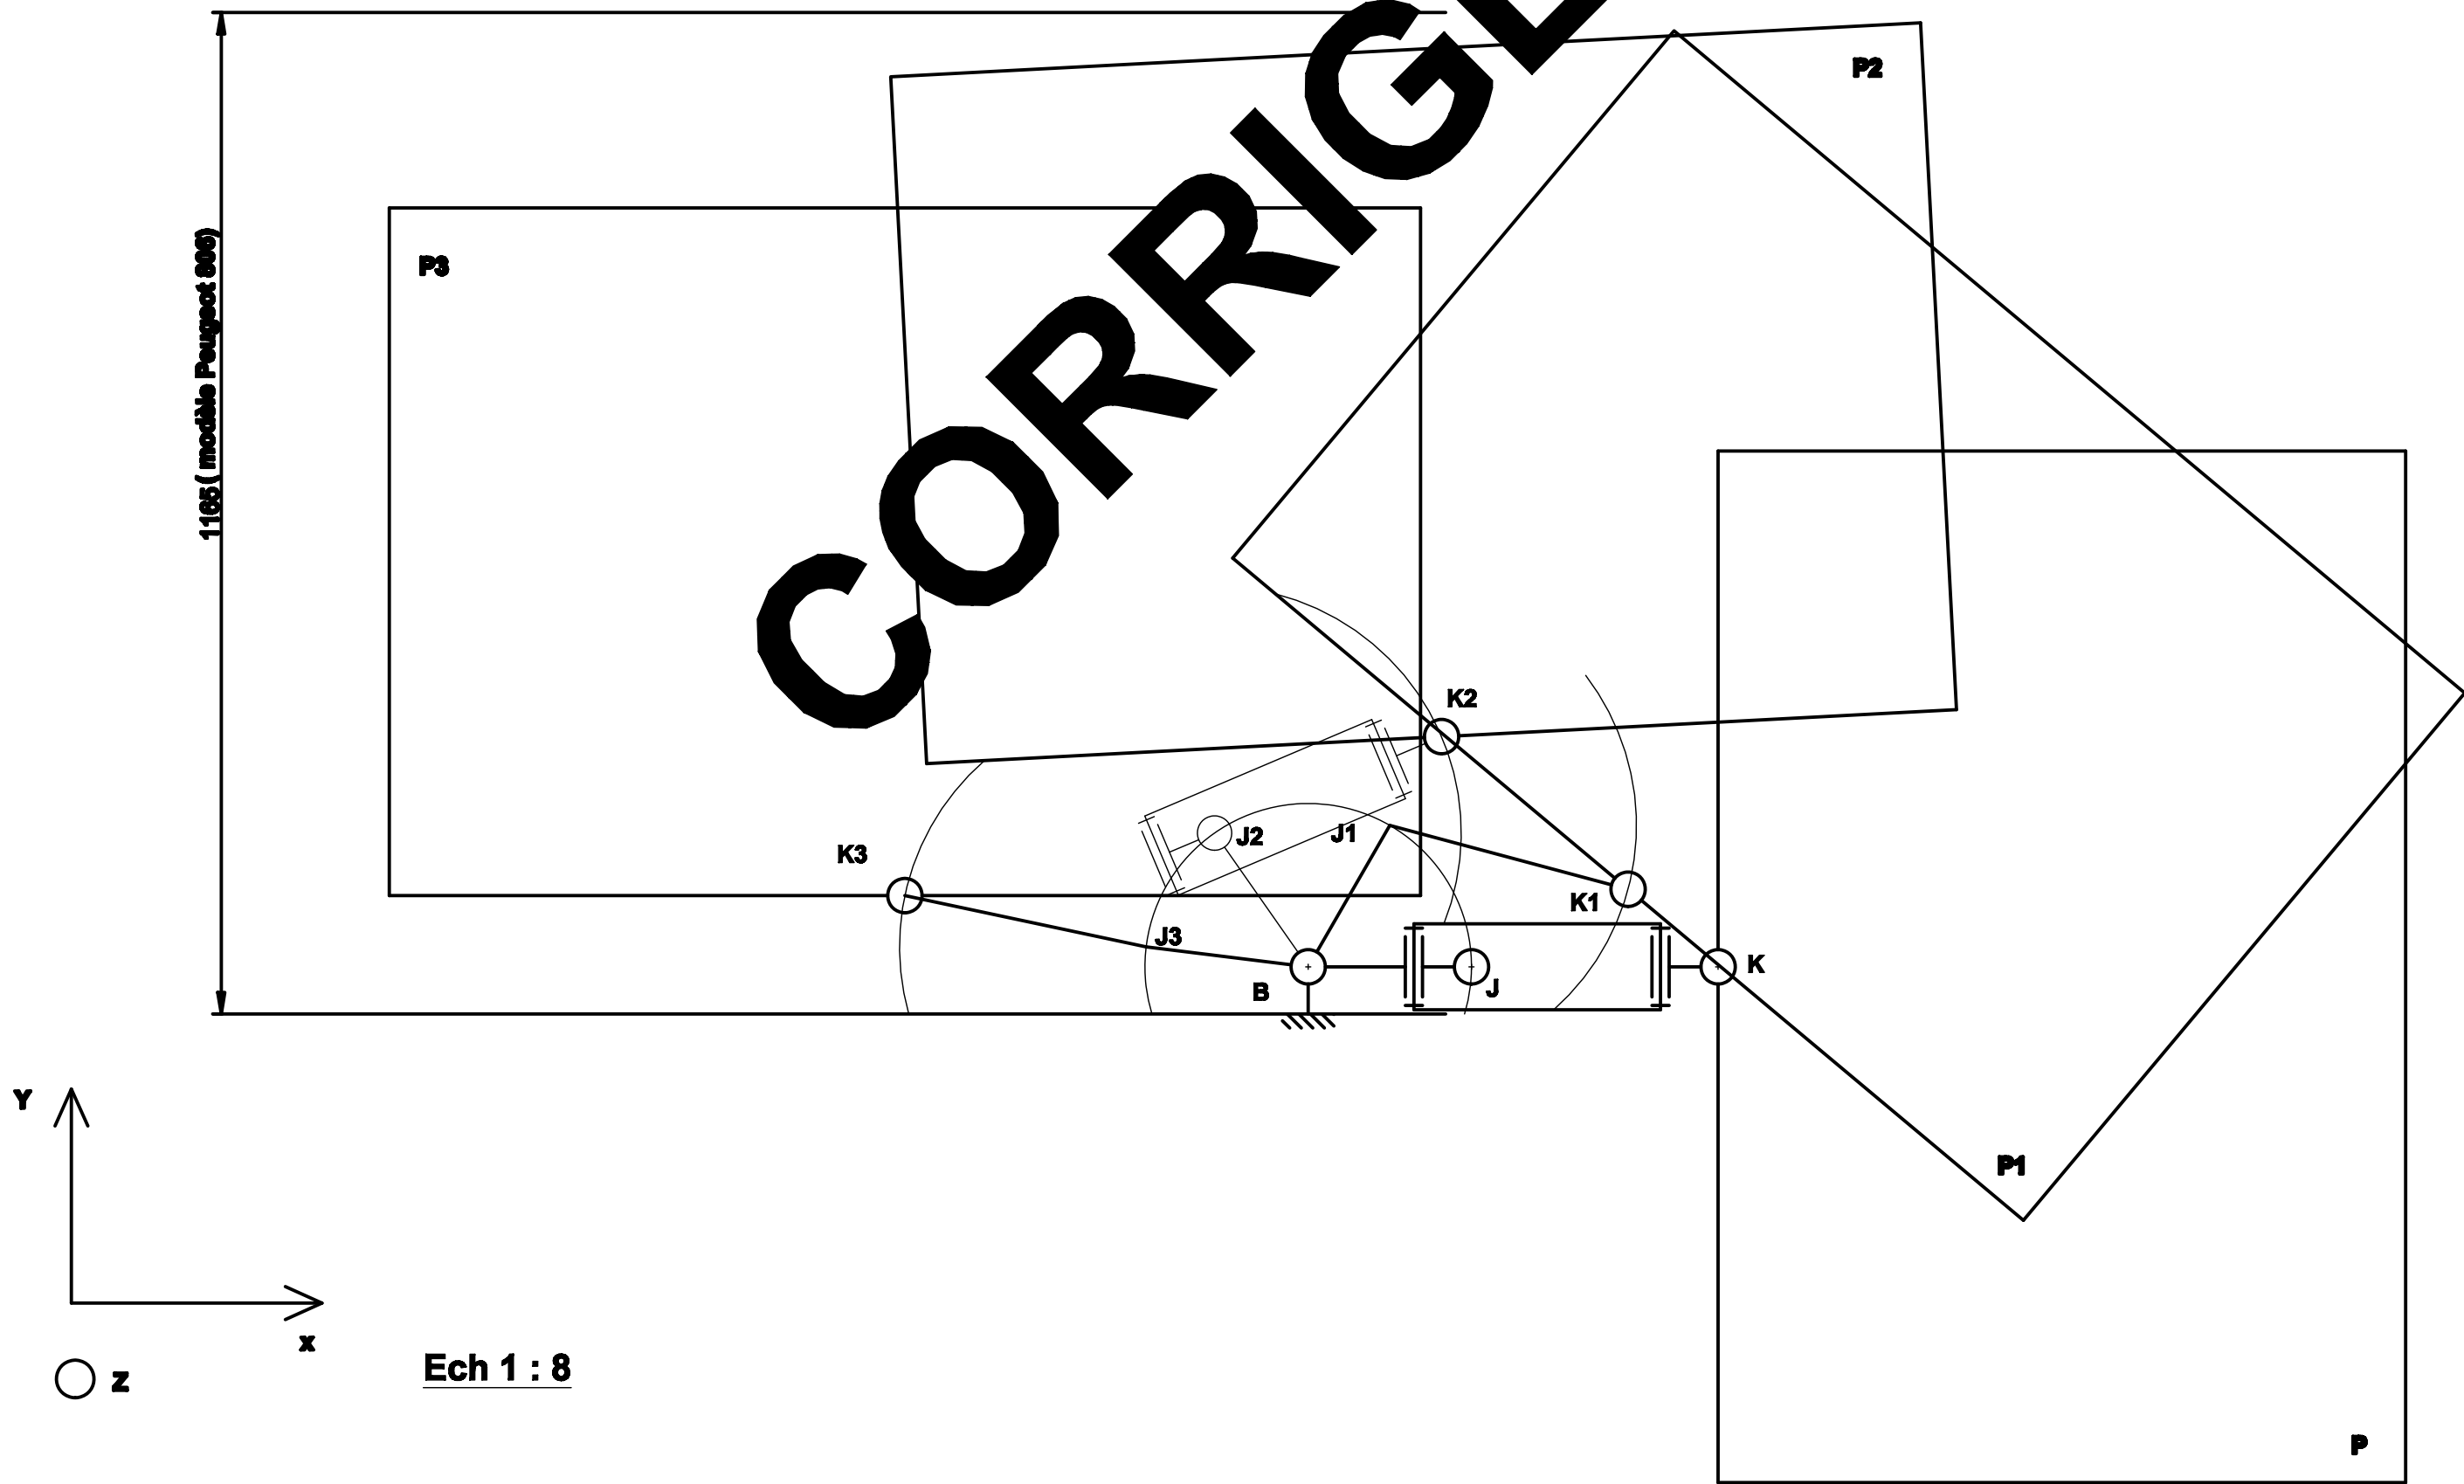 CORRIGE
P2
P3
1165 ( modèle Peugeot 806)
K2
J2
J1
K3
K1
J3
K
B
J
Y
P1
X
Ech 1 : 8
Z
P